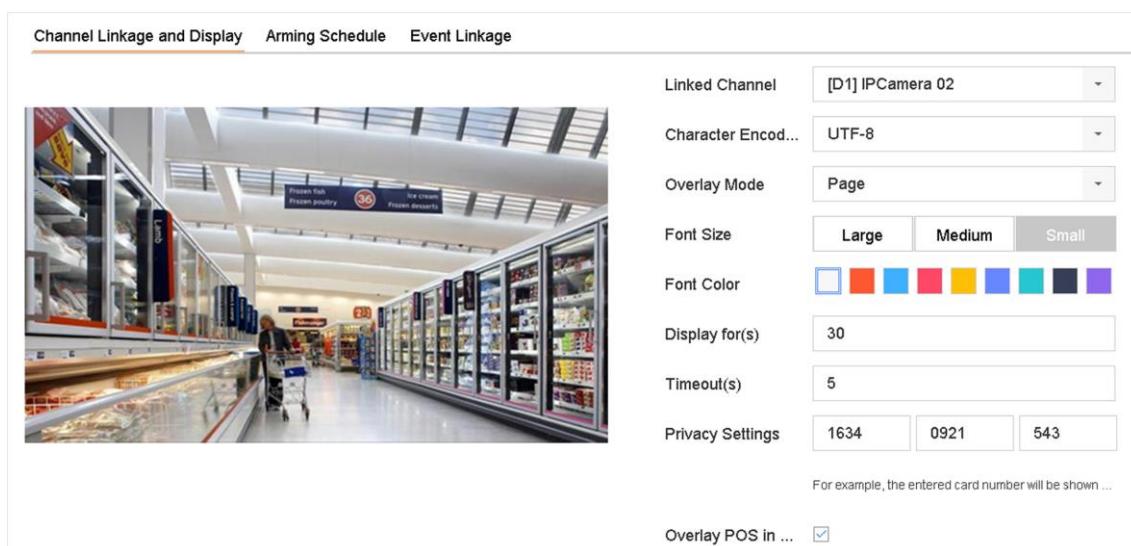 Channel Linkage and Display Arming Schedule Event Linkage
Linked Channel [D1] IPCamera 02
Character Encod... UTF-8
Overlay Mode Page
Font Size Large Medium Small
Font Color
Display for(s) 30
Timeout(s) 5
Privacy Settings 1634 0921 543
For example, the entered card number will be shown ...
Overlay POS in ...
Frozen fish
Frozen poultry
36
Ice cream
Frozen desserts
Lamb